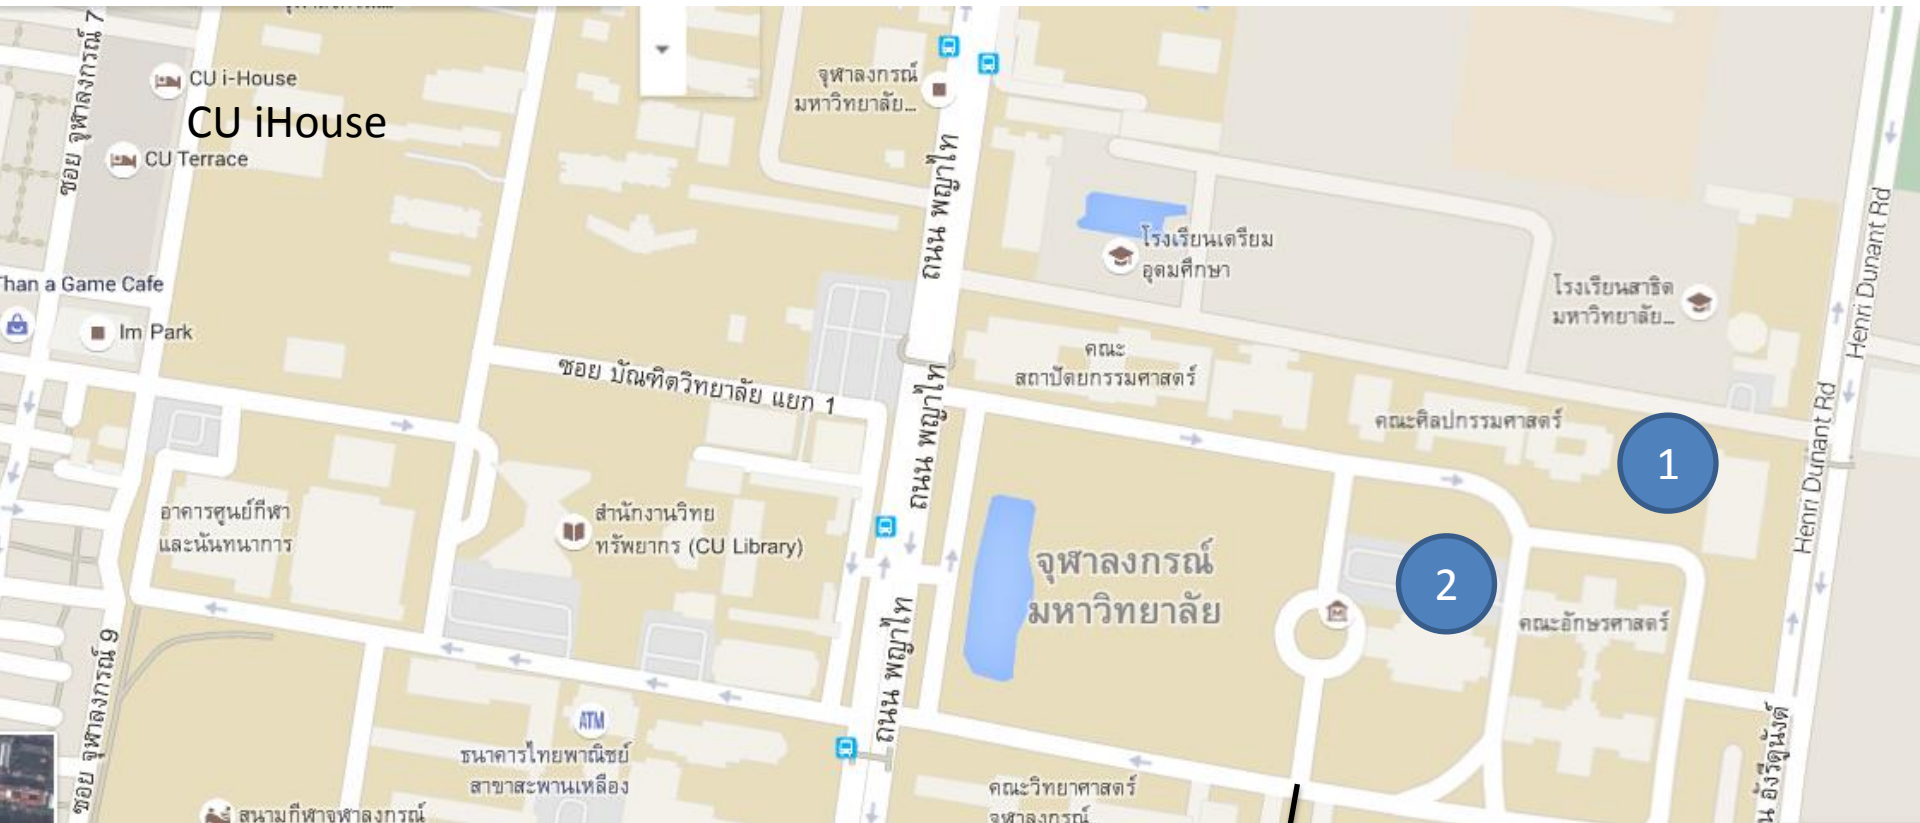 ซอย จุฬาลงกรณ์ 7
CU i-House
CU iHouse
CU Terrace
จุฬาลงกรณ์
มหาวิทยาลัย...
ถนน พญาไท
Henri Dunant Rd
โรงเรียนเตรียม
อุดมศึกษา
โรงเรียนสาธิต
มหาวิทยาลัย...
Than a Game Cafe
Im Park
ซอย บัณฑิตวิทยาลัย แยก 1
คณะ
สถาปัตยกรรมศาสตร์
ถนน พญาไท
คณะศิลปกรรมศาสตร์
1
Henri Dunant Rd
อาคารศูนย์กีฬา
และนันทนาการ
สำนักงานวิทย
ทรัพยากร (CU Library)
จุฬาลงกรณ์
มหาวิทยาลัย
2
คณะอักษรศาสตร์
ซอย จุฬาลงกรณ์ 9
ถนน พญาไท
ATM
ธนาคารไทยพาณิชย์
สาขาสะพานเหลือง
คณะวิทยาศาสตร์
จุฬาลงกรณ์
น อังรีดูนังต์
สนามกีฬาจุฬาลงกรณ์